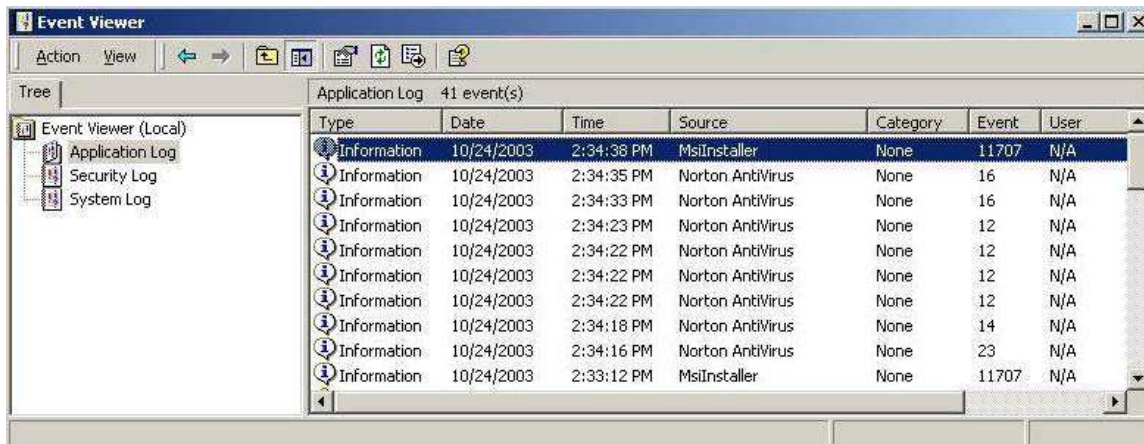 Event Viewer
Action View
Tree
Application Log 41 event(s)
Event Viewer (Local)
Application Log
Security Log
System Log
Type Date Time Source Category Event User
Information 10/24/2003 2:34:38 PM MsiInstaller None 11707 N/A
Information 10/24/2003 2:34:35 PM Norton AntiVirus None 16 N/A
Information 10/24/2003 2:34:33 PM Norton AntiVirus None 16 N/A
Information 10/24/2003 2:34:23 PM Norton AntiVirus None 12 N/A
Information 10/24/2003 2:34:22 PM Norton AntiVirus None 12 N/A
Information 10/24/2003 2:34:22 PM Norton AntiVirus None 12 N/A
Information 10/24/2003 2:34:22 PM Norton AntiVirus None 12 N/A
Information 10/24/2003 2:34:18 PM Norton AntiVirus None 14 N/A
Information 10/24/2003 2:34:16 PM Norton AntiVirus None 23 N/A
Information 10/24/2003 2:33:12 PM MsiInstaller None 11707 N/A